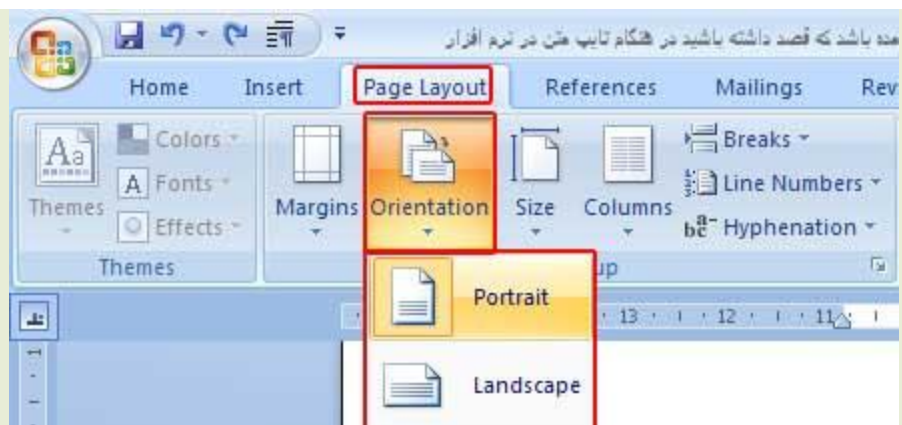 مده باشد که قصد داشته باشید در هنگام تایپ متن در نرم افزار
Home Insert Page Layout References Mailings Rev
Aa Colors Breaks
A Fonts Line Numbers
Themes Effects Margins Orientation Size Columns Hyphenation
Themes up
Portrait
13 12 11
Landscape